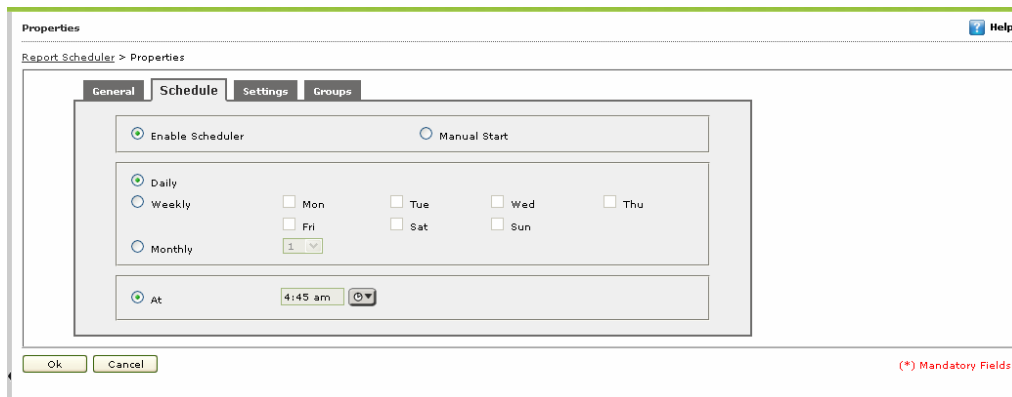 Properties
Help
Report Scheduler > Properties
General Schedule Settings Groups
Enable Scheduler Manual Start
Daily
Weekly Mon Tue Wed Thu
Fri Sat Sun
Monthly 1
At 4:45 am
Ok Cancel
(*) Mandatory Fields